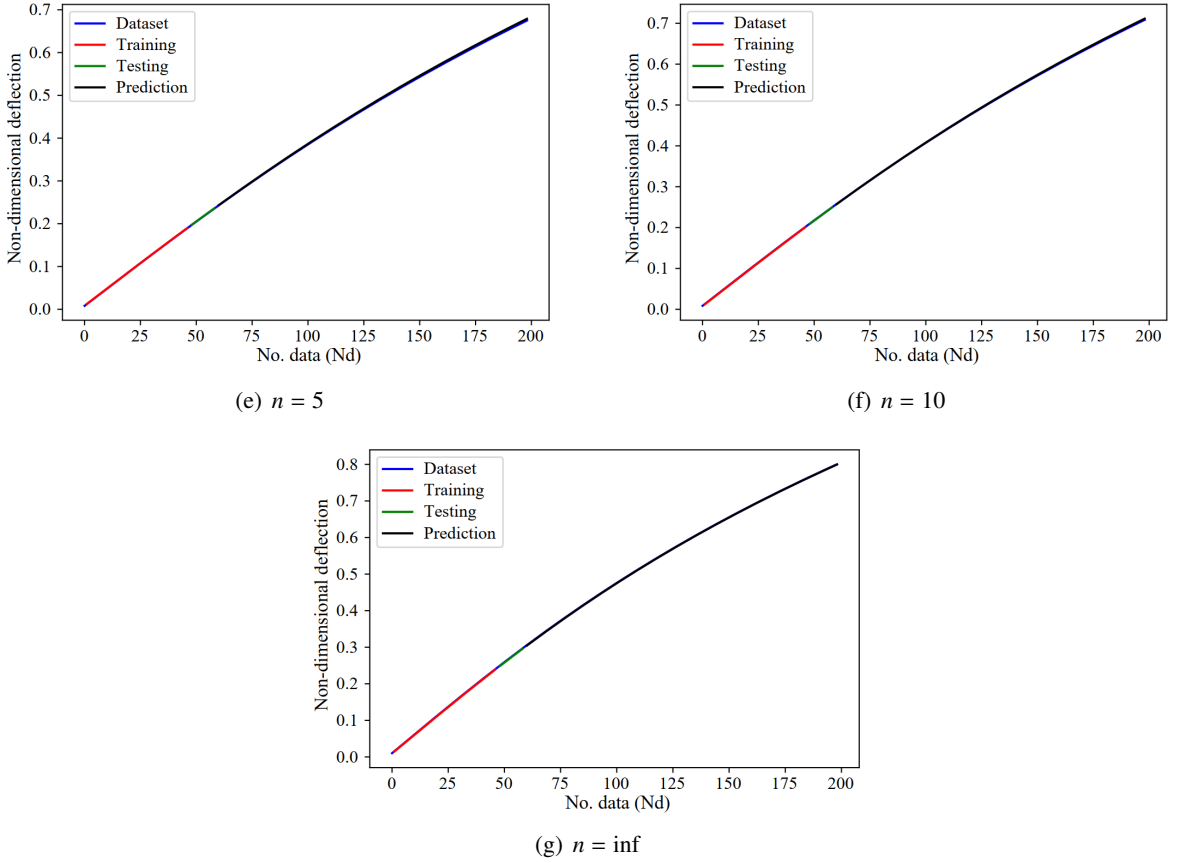 0.7
0.6
0.5
0.4
0.3
0.2
0.1
0.0
Non-dimensional deflection
Dataset
Training
Testing
Prediction
0 25 50 75 100 125 150 175 200
No. data (Nd)
(e) n = 5
0.7
0.6
0.5
0.4
0.3
0.2
0.1
0.0
Non-dimensional deflection
Dataset
Training
Testing
Prediction
0 25 50 75 100 125 150 175 200
No. data (Nd)
(f) n = 10
0.8
0.7
0.6
0.5
0.4
0.3
0.2
0.1
0.0
Non-dimensional deflection
Dataset
Training
Testing
Prediction
0 25 50 75 100 125 150 175 200
No. data (Nd)
(g) n = inf